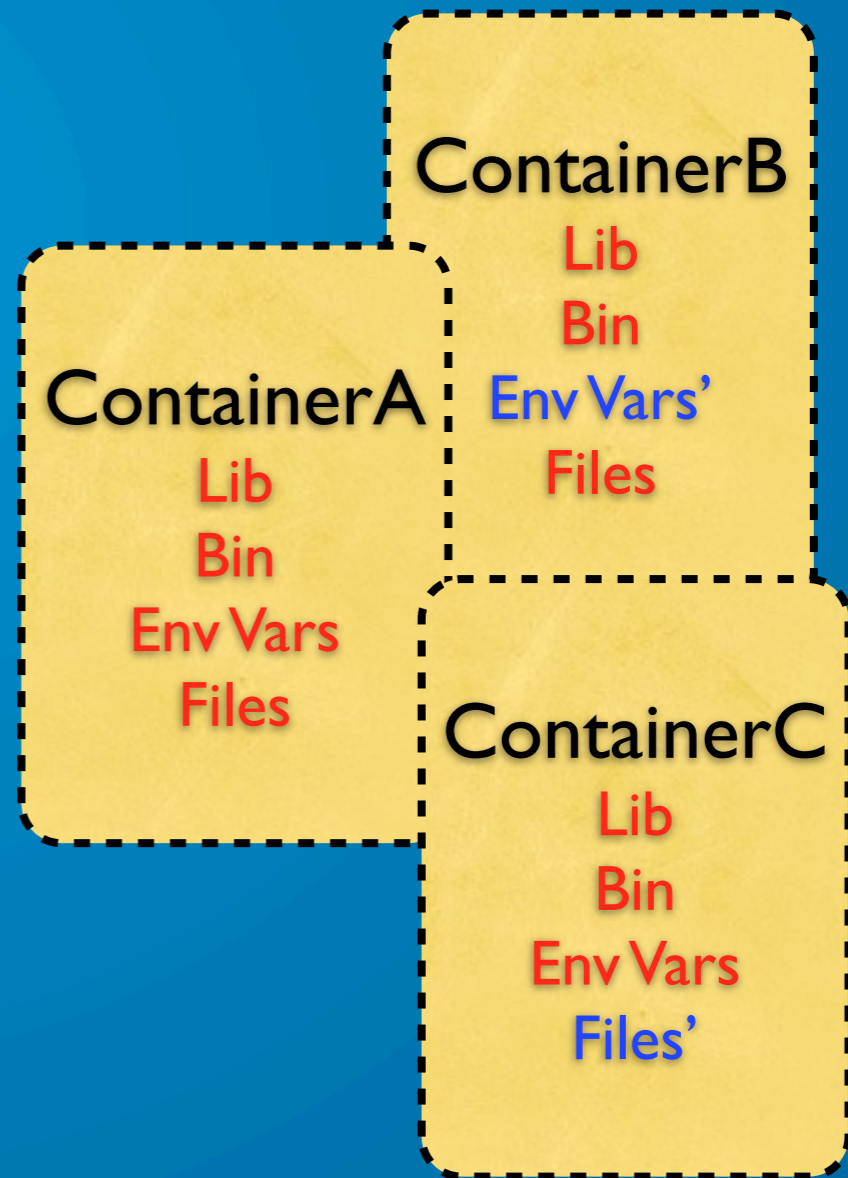 ContainerB
Lib
Bin
Env Vars’
Files
ContainerA
Lib
Bin
Env Vars
Files
ContainerC
Lib
Bin
Env Vars
Files’